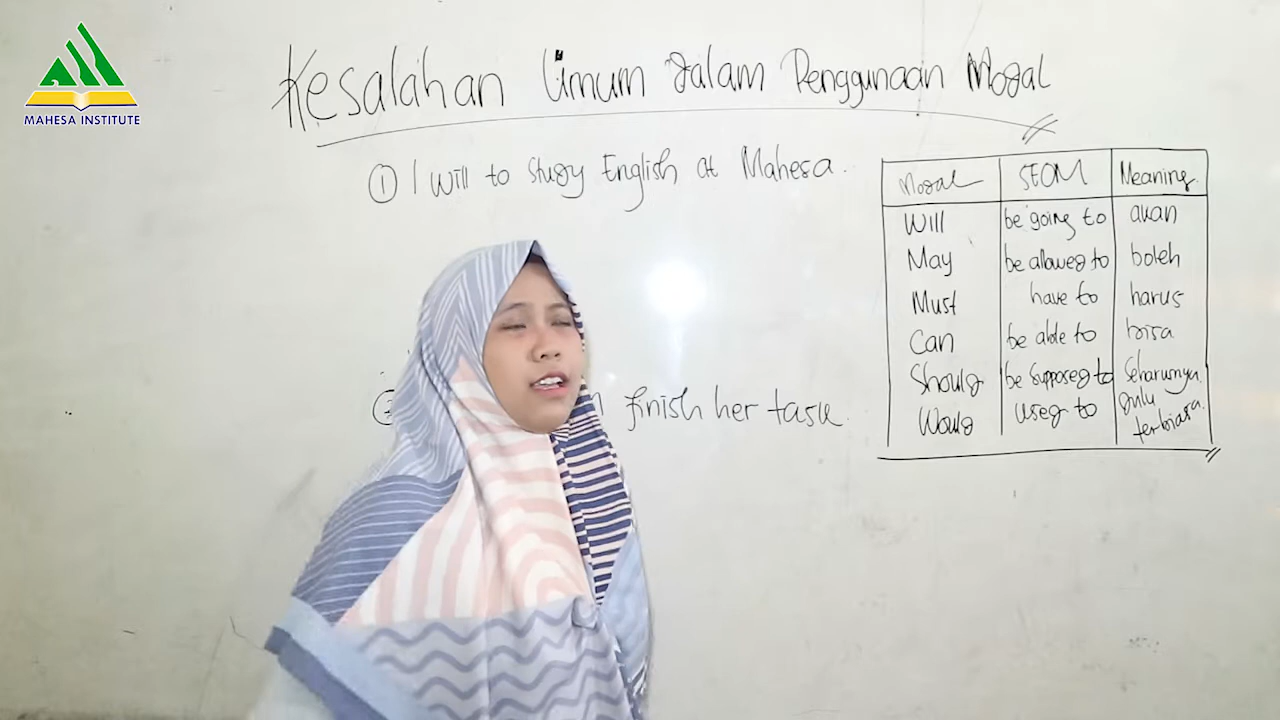 MAHESA INSTITUTE
Kesalahan Umum dalam Penggunaan Modal
① I will to study English at Mahesa.
finish her task.
Modal SEOM Meaning
Will be going to akan
May be allowed to boleh
Must have to harus
Can be able to bisa
Should be supposed to Seharusnya
Would used to dulu terbiasa